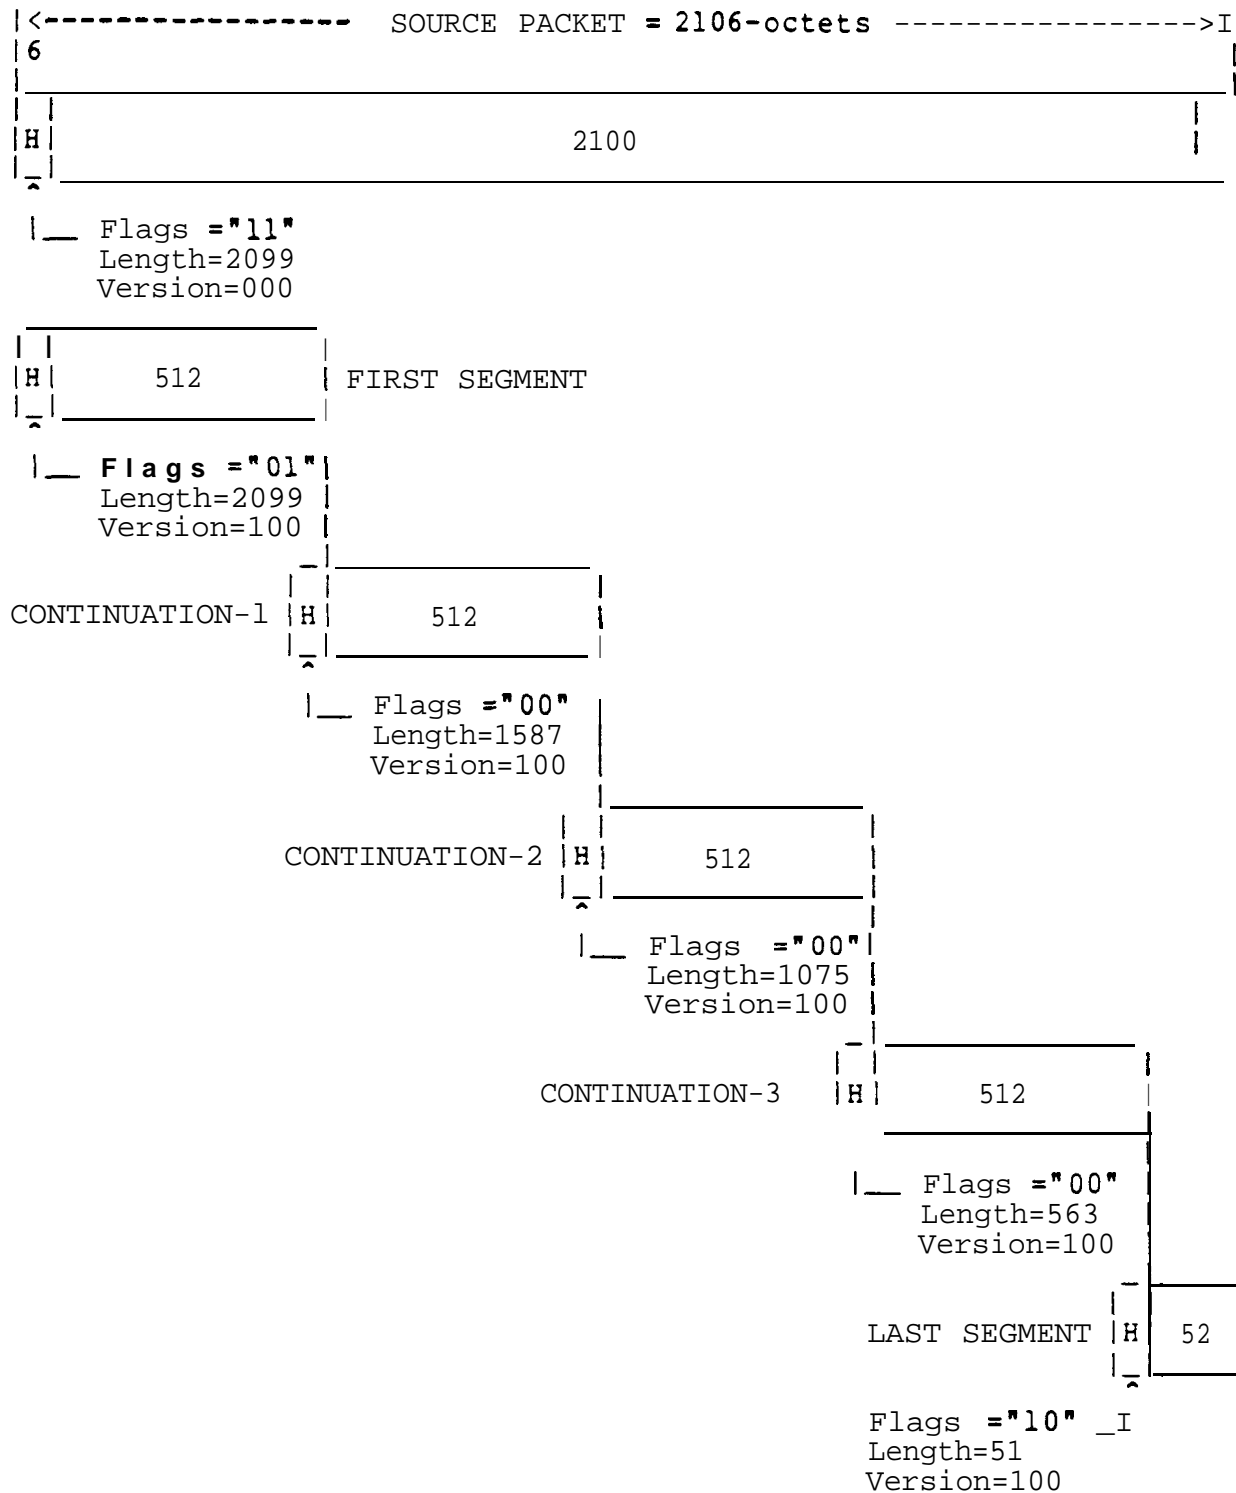 |<----------------- SOURCE PACKET = 2106-octets ----------------->I
6
H 2100
Flags ="11"
Length=2099
Version=000
H 512 FIRST SEGMENT
Flags ="01"
Length=2099
Version=100
CONTINUATION-1 H 512
Flags ="00"
Length=1587
Version=100
CONTINUATION-2 H 512
Flags ="00"
Length=1075
Version=100
CONTINUATION-3 H 512
Flags ="00"
Length=563
Version=100
LAST SEGMENT H 52
Flags ="10" _I
Length=51
Version=100